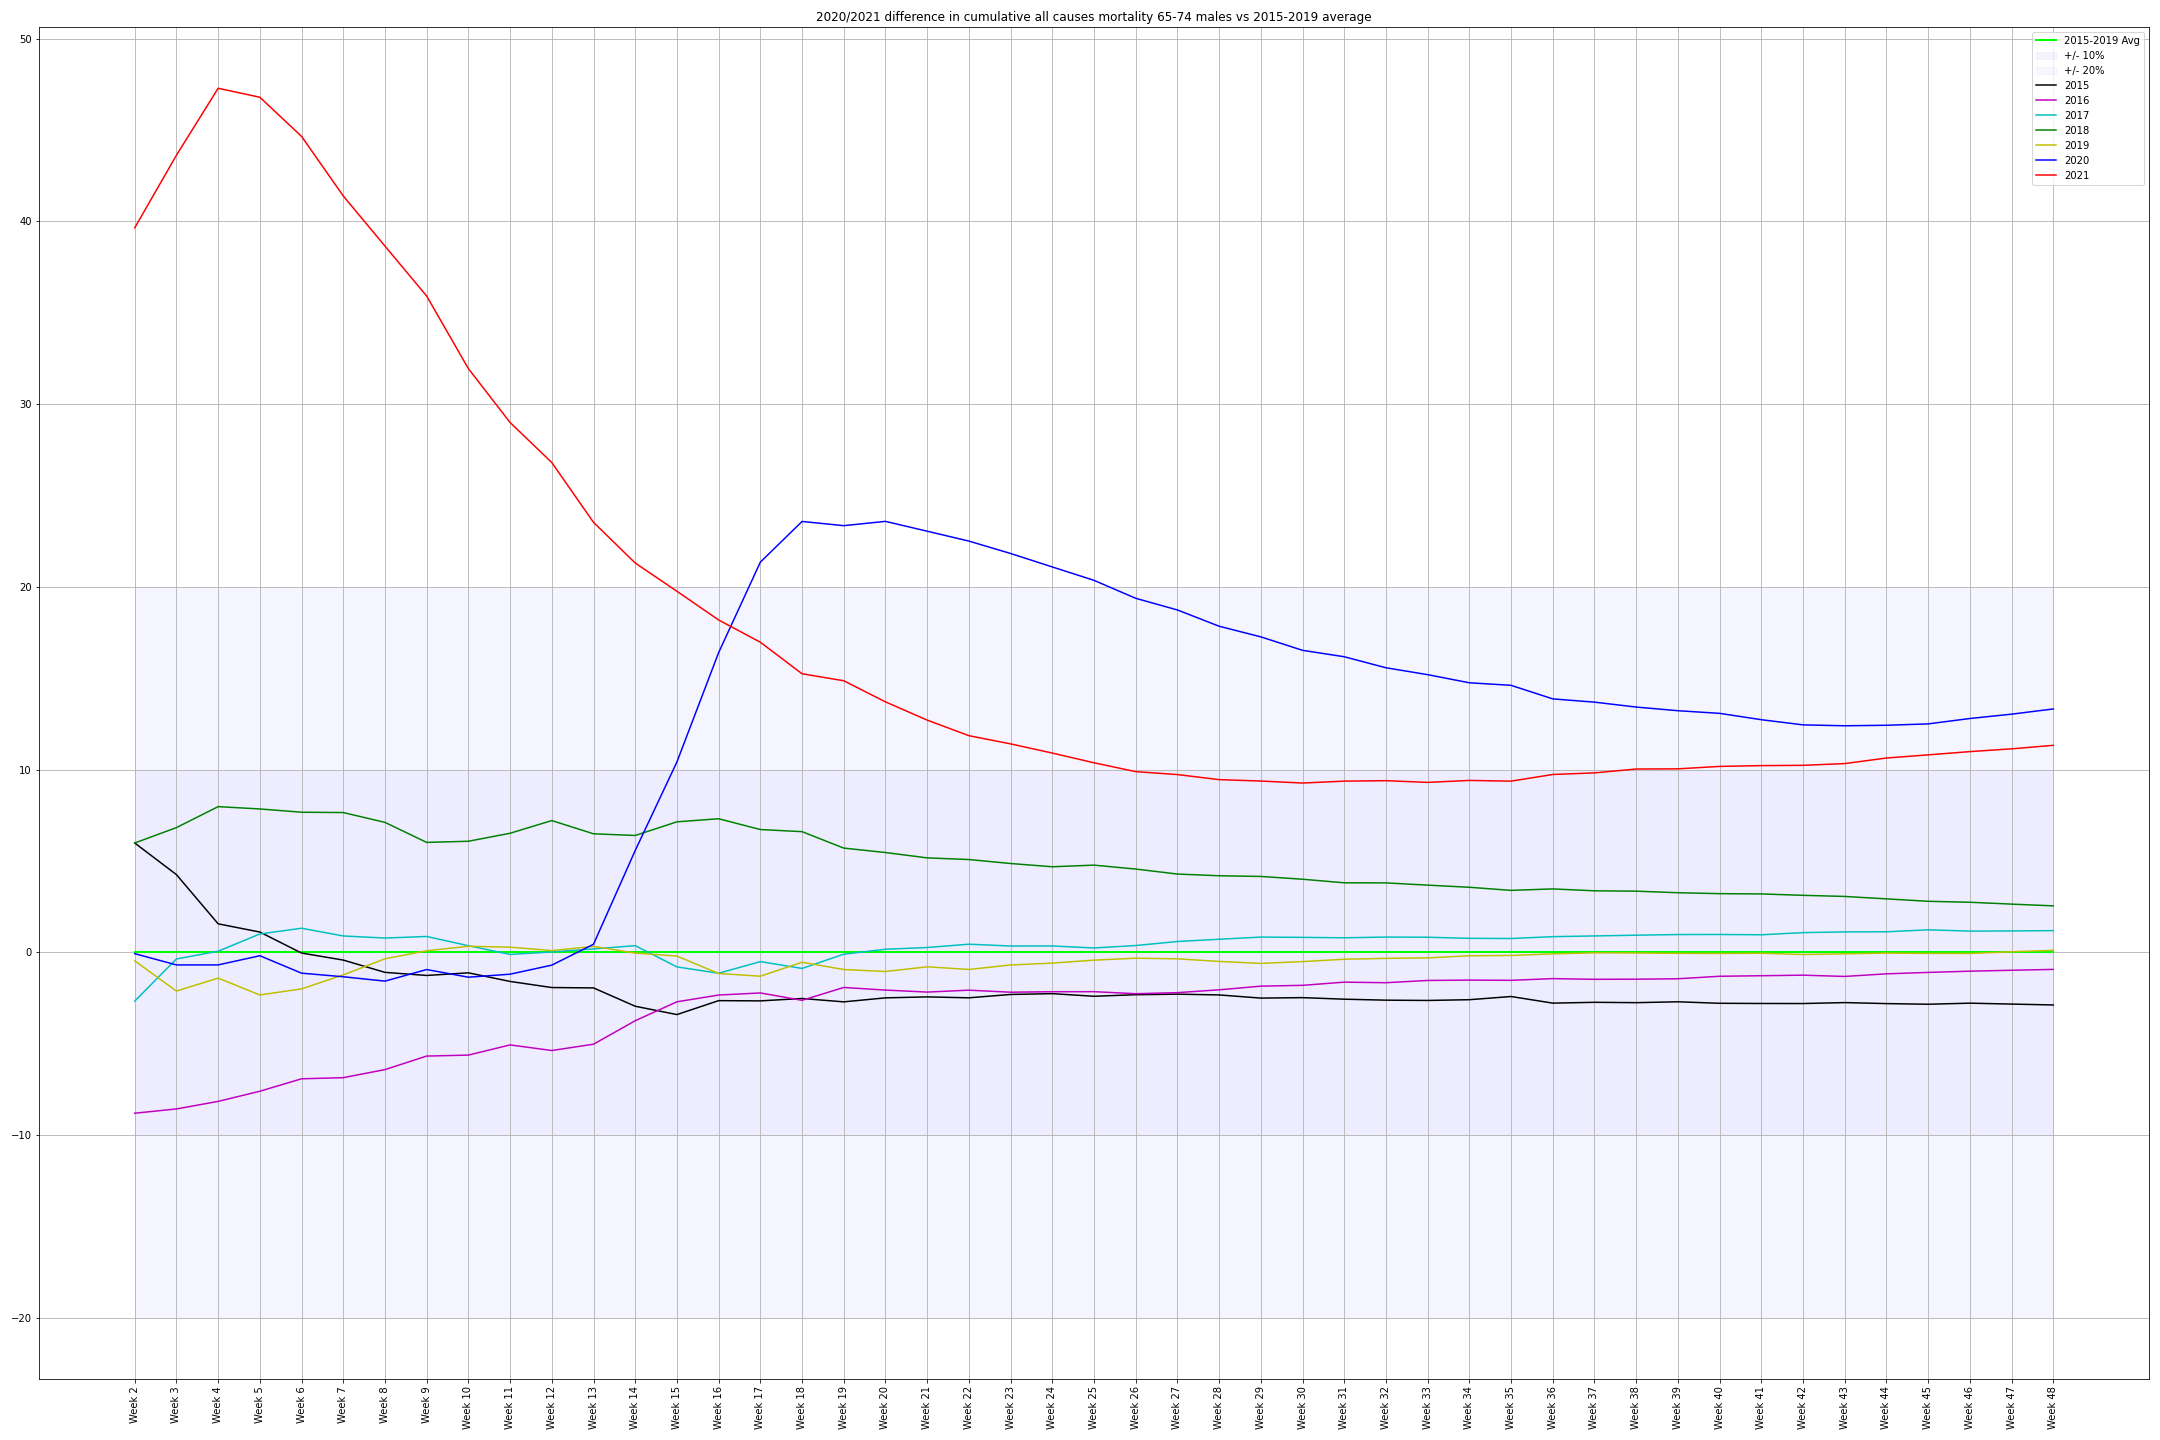 2020/2021 difference in cumulative all causes mortality 65-74 males vs 2015-2019 average
50
40
30
20
10
0
−10
−20
2015-2019 Avg
+/- 10%
+/- 20%
2015
2016
2017
2018
2019
2020
2021
Week 2
Week 3
Week 4
Week 5
Week 6
Week 7
Week 8
Week 9
Week 10
Week 11
Week 12
Week 13
Week 14
Week 15
Week 16
Week 17
Week 18
Week 19
Week 20
Week 21
Week 22
Week 23
Week 24
Week 25
Week 26
Week 27
Week 28
Week 29
Week 30
Week 31
Week 32
Week 33
Week 34
Week 35
Week 36
Week 37
Week 38
Week 39
Week 40
Week 41
Week 42
Week 43
Week 44
Week 45
Week 46
Week 47
Week 48